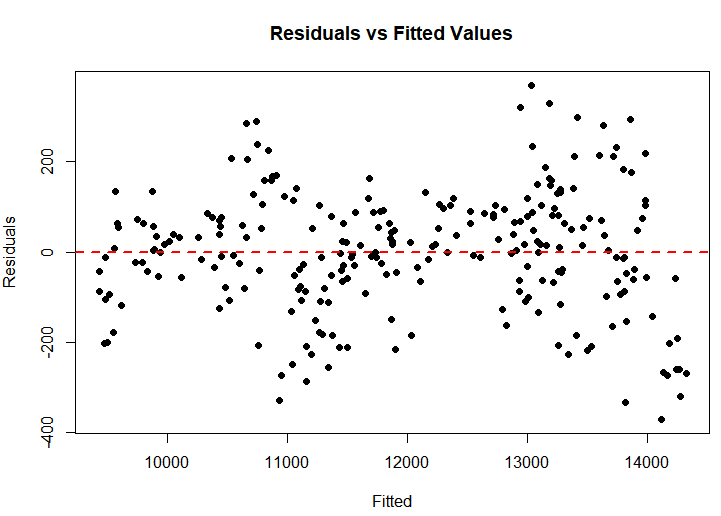 Residuals vs Fitted Values
Residuals
200
0
-200
-400
10000 11000 12000 13000 14000
Fitted